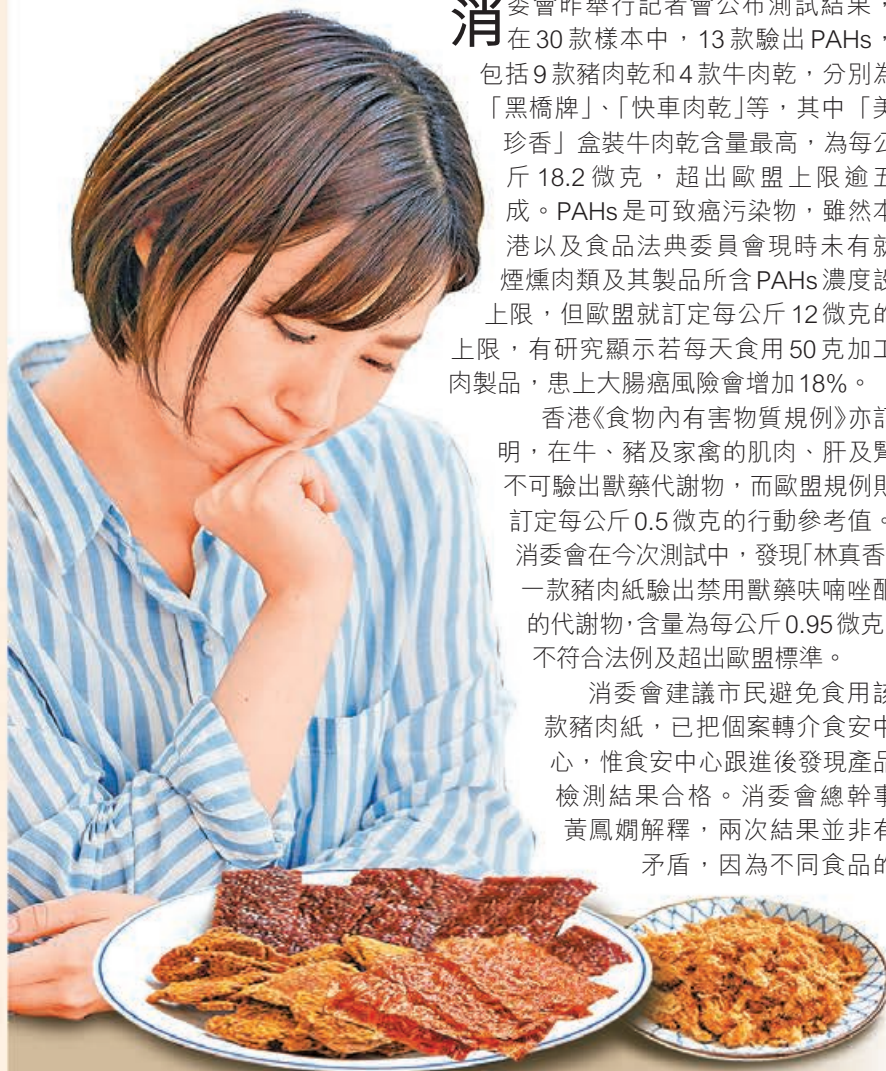 消委會昨舉行記者會公布測試結果，
在30款樣本中，13款驗出PAHs，
包括9款豬肉乾和4款牛肉乾，分別為
「黑橋牌」、「快車肉乾」等，其中「美
珍香」盒裝牛肉乾含量最高，為每公
斤18.2微克，超出歐盟上限逾五
成。PAHs是可致癌污染物，雖然本
港以及食品法典委員會現時未有就
煙燻肉類及其製品所含PAHs濃度設
上限，但歐盟就訂定每公斤12微克的
上限，有研究顯示若每天食用50克加工
肉製品，患上大腸癌風險會增加18%。
香港《食物內有害物質規例》亦訂
明，在牛、豬及家禽的肌肉、肝及腎
不可驗出獸藥代謝物，而歐盟規例則
訂定每公斤0.5微克的行動參考值。
消委會在今次測試中，發現「林真香」
一款豬肉紙驗出禁用獸藥呋喃唑酮
的代謝物，含量為每公斤0.95微克，
不符合法例及超出歐盟標準。
消委會建議市民避免食用該
款豬肉紙，已把個案轉介食安中
心，惟食安中心跟進後發現產品
檢測結果合格。消委會總幹事
黃鳳嫺解釋，兩次結果並非有
矛盾，因為不同食品的